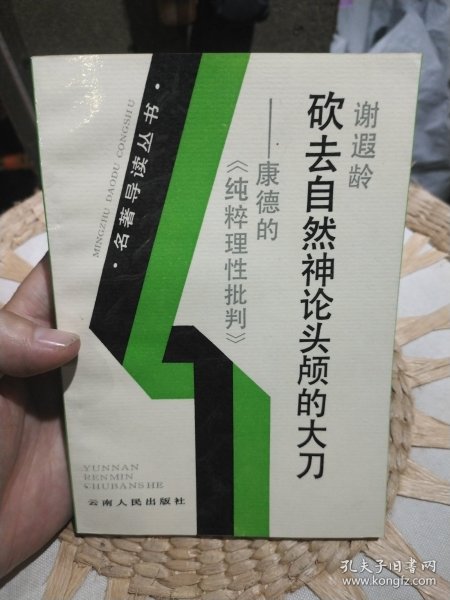 谢遐龄
砍去自然神论头颅的大刀
——康德的
《纯粹理性批判》
·名著导读丛书·
MINGZHU DAODU CONGSHU
YUNNAN
RENMIN
CHUBANSHE
云南人民出版社
孔夫子旧书网
www.kongfz.com